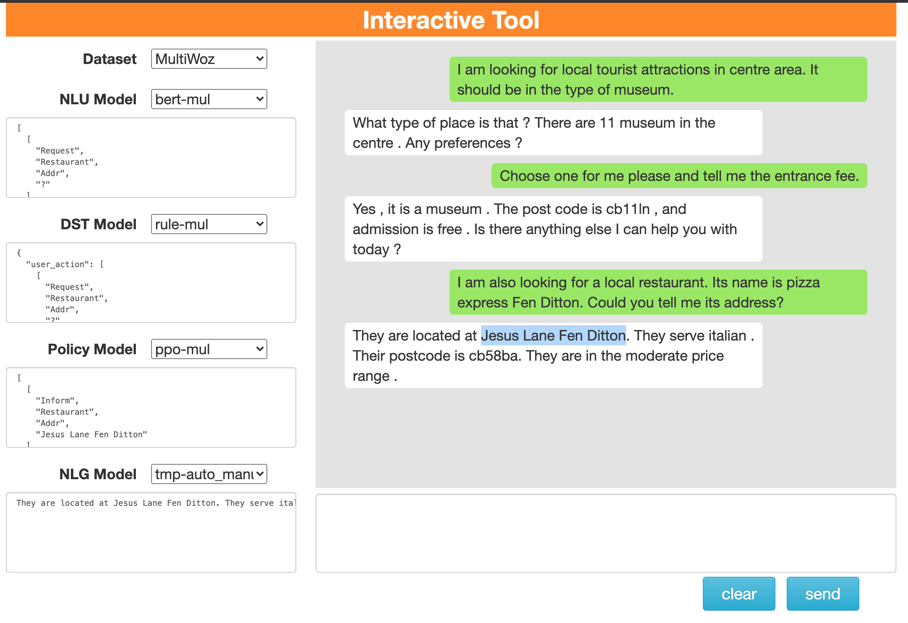 Interactive Tool
Dataset MultiWoz
NLU Model bert-mul
[
[
"Request",
"Restaurant",
"Addr",
"?"
]
DST Model rule-mul
{
"user_action": [
[
"Request",
"Restaurant",
"Addr",
"?"
Policy Model ppo-mul
[
[
"Inform",
"Restaurant",
"Addr",
"Jesus Lane Fen Ditton"
]
NLG Model tmp-auto_manu
They are located at Jesus Lane Fen Ditton. They serve ital
I am looking for local tourist attractions in centre area. It
should be in the type of museum.
What type of place is that ? There are 11 museum in the
centre . Any preferences ?
Choose one for me please and tell me the entrance fee.
Yes , it is a museum . The post code is cb11ln , and
admission is free . Is there anything else I can help you with
today ?
I am also looking for a local restaurant. Its name is pizza
express Fen Ditton. Could you tell me its address?
They are located at Jesus Lane Fen Ditton. They serve italian .
Their postcode is cb58ba. They are in the moderate price
range .
clear
send